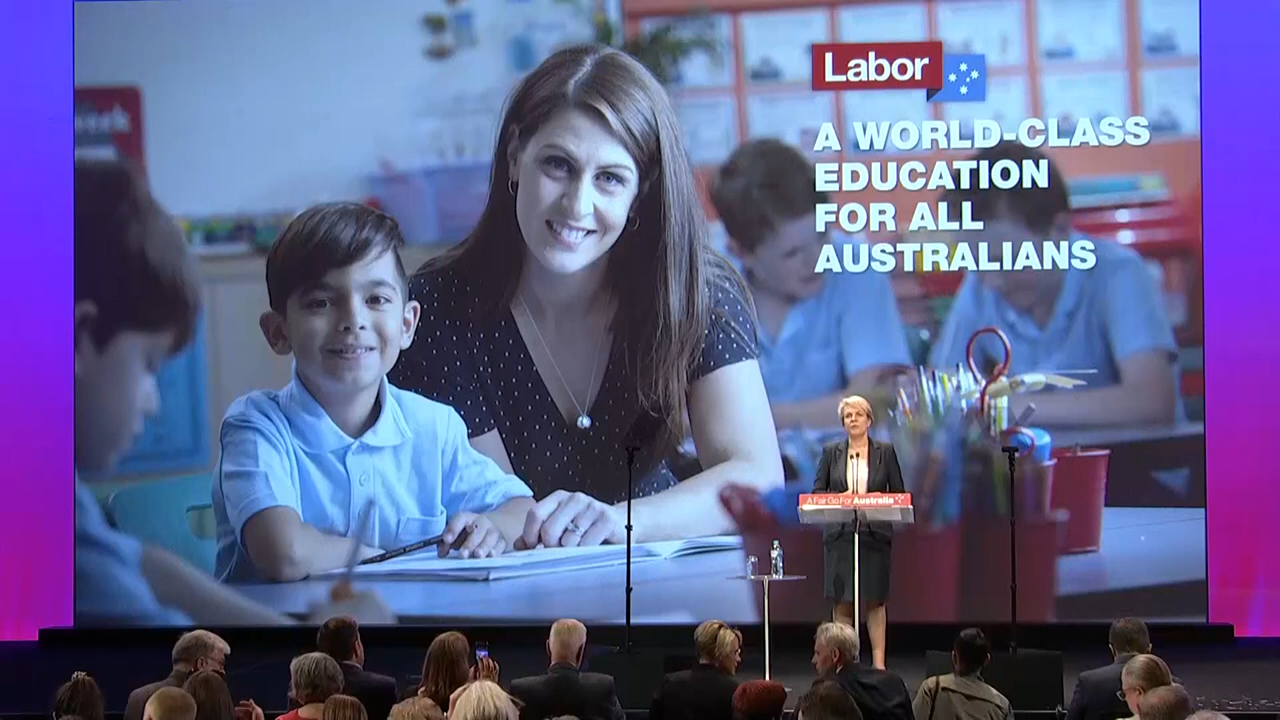 Labor
A WORLD-CLASS
EDUCATION
FOR ALL
AUSTRALIANS
A Fair Go For Australia